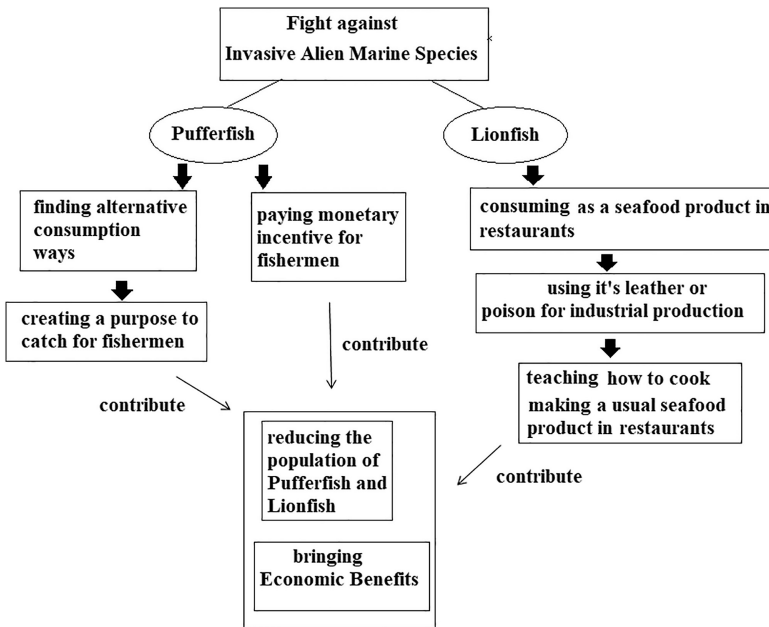 Fight against
Invasive Alien Marine Species
Pufferfish
Lionfish
finding alternative
consumption
ways
paying monetary
incentive for
fishermen
consuming as a seafood product in
restaurants
creating a purpose to
catch for fishermen
using it's leather or
poison for industrial production
contribute
teaching how to cook
making a usual seafood
product in restaurants
contribute
reducing the
population of
Pufferfish and
Lionfish
contribute
bringing
Economic Benefits